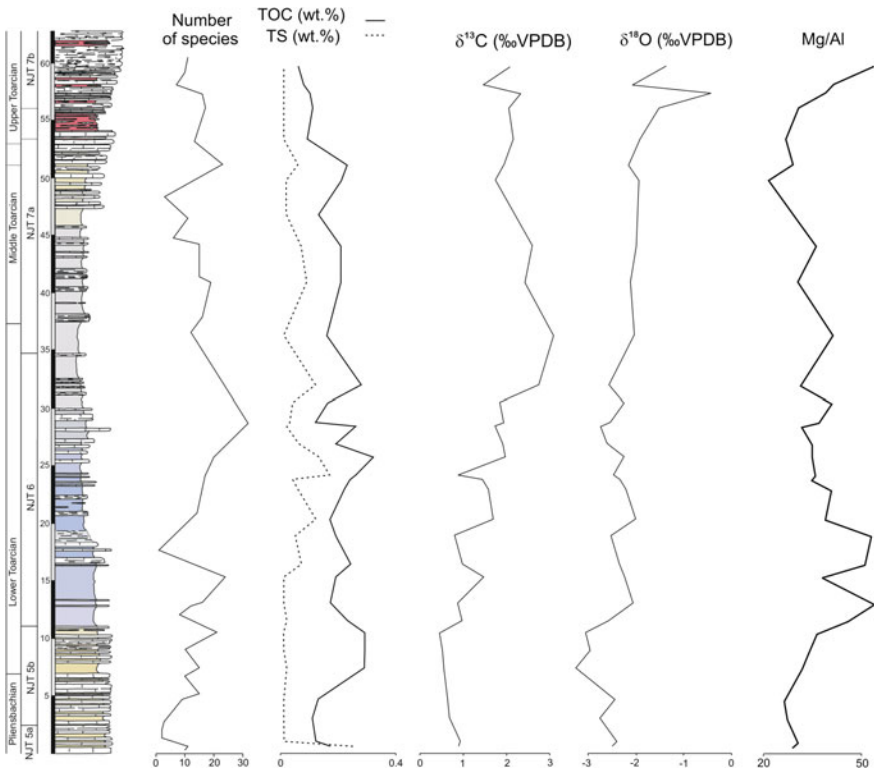 Number of species
TOC (wt.%)
TS (wt.%)
δ¹³C (‰VPDB)
δ¹⁸O (‰VPDB)
Mg/Al
Upper Toarcian
Middle Toarcian
Lower Toarcian
Pliensbachian
NJT 7b
NJT 7a
NJT 6
NJT 5b
NJT 5a
60
55
50
45
40
35
30
25
20
15
10
5
0 10 20 30
0 0.4
0 1 2 3
-3 -2 -1 0
20 50